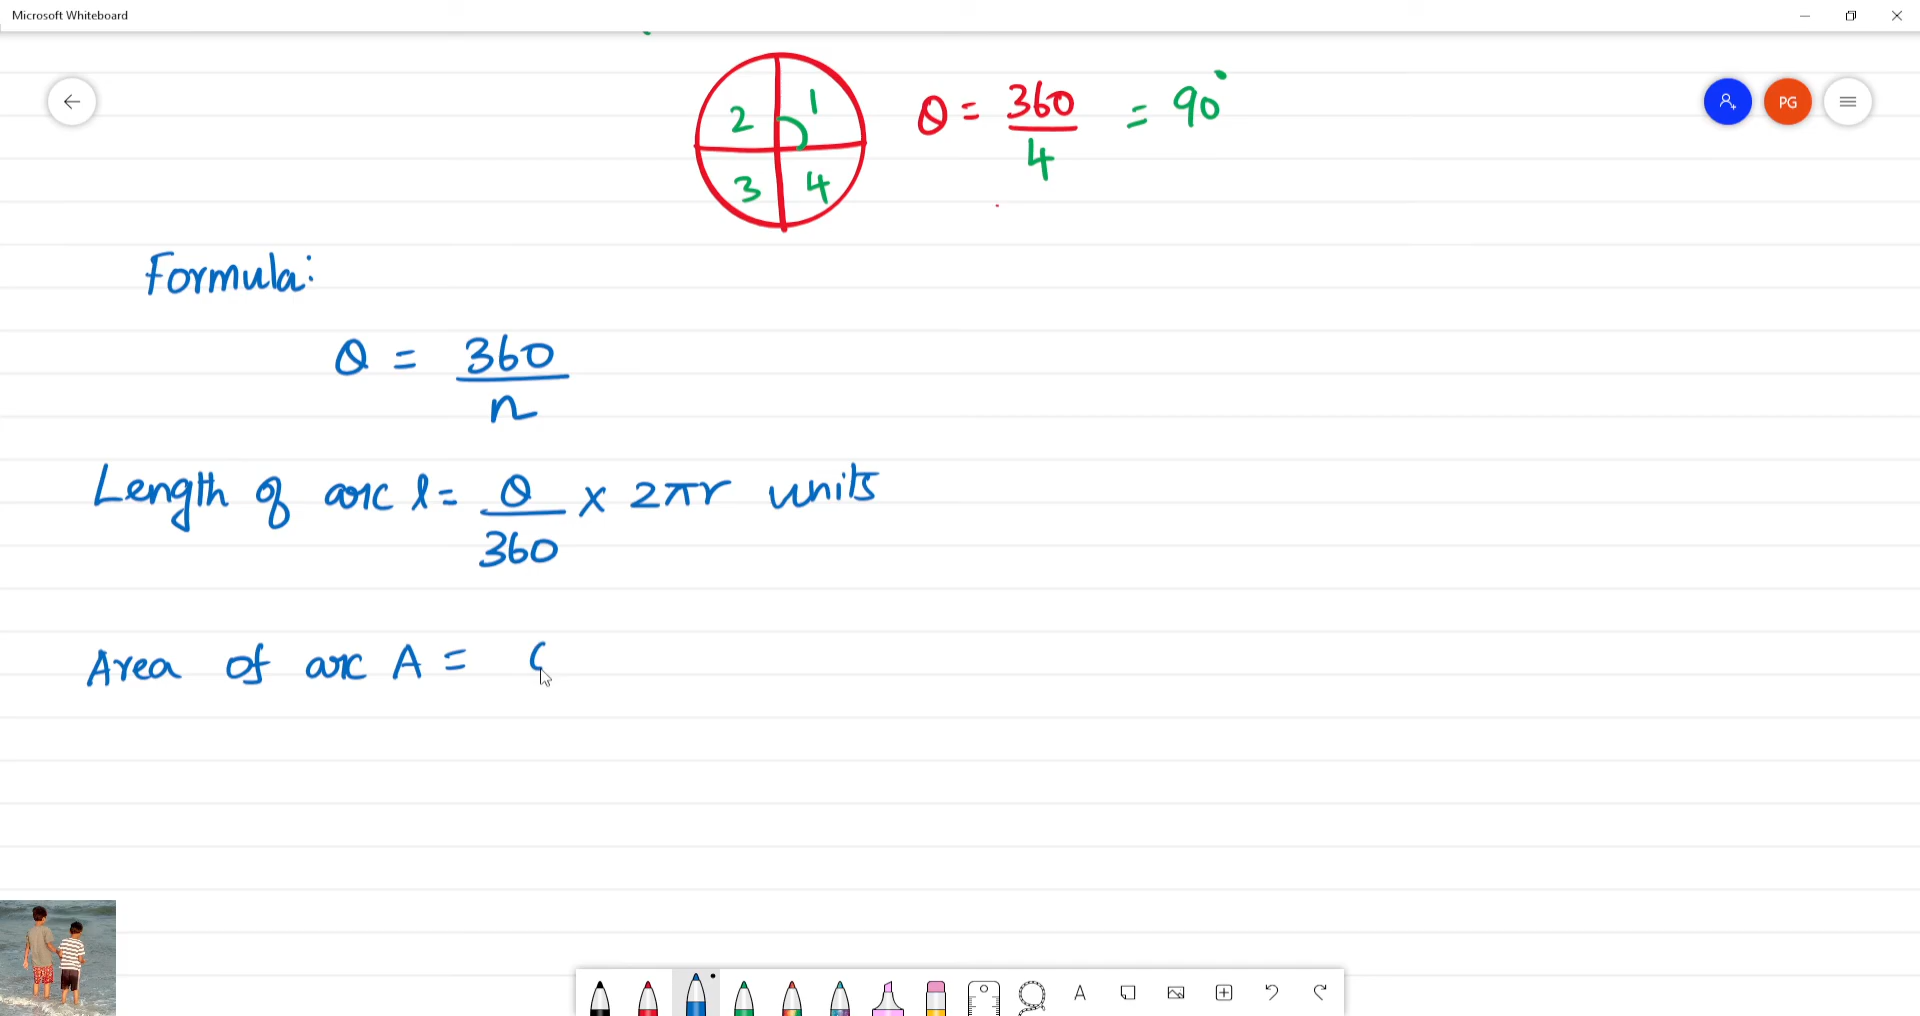 Microsoft Whiteboard
PG
2 1
3 4
θ = 360/4 = 90°
Formula:
θ = 360/n
Length of arc l = θ/360 × 2πr units
Area of arc A =
A